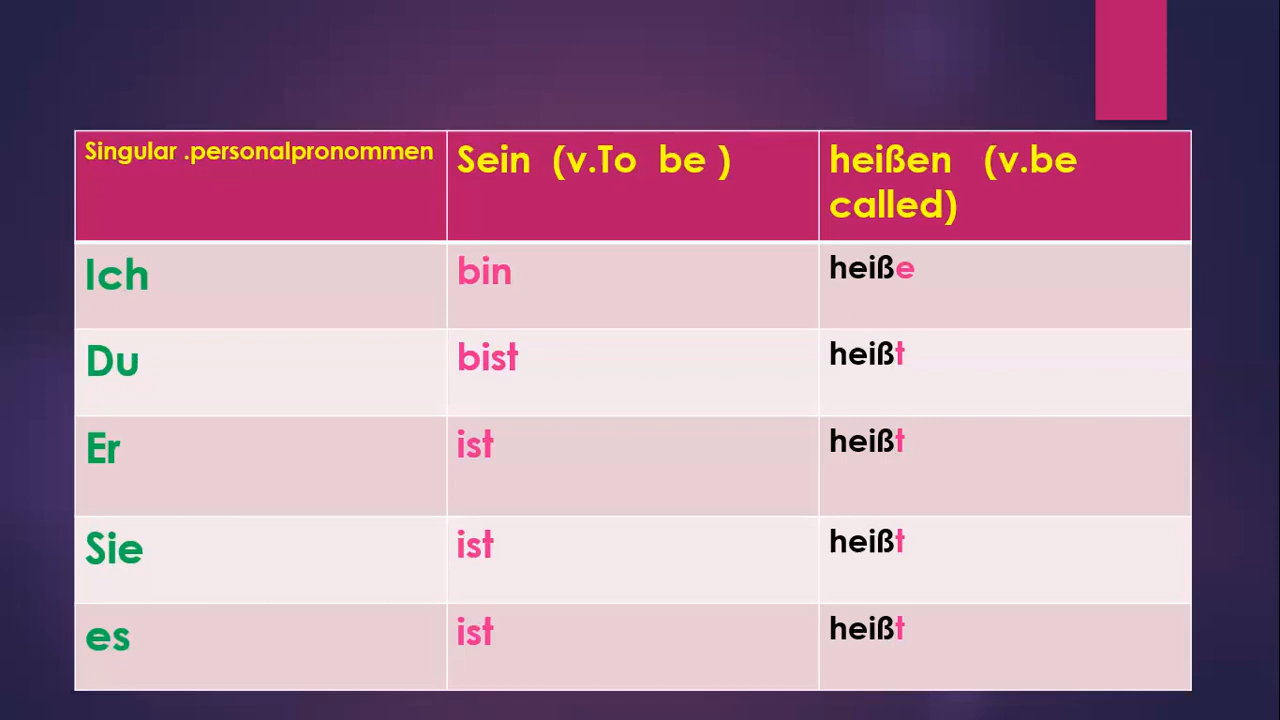 Singular .personalpronommen
Sein (v.To be )
heißen (v.be
called)
Ich
bin
heiße
Du
bist
heißt
Er
ist
heißt
Sie
ist
heißt
es
ist
heißt